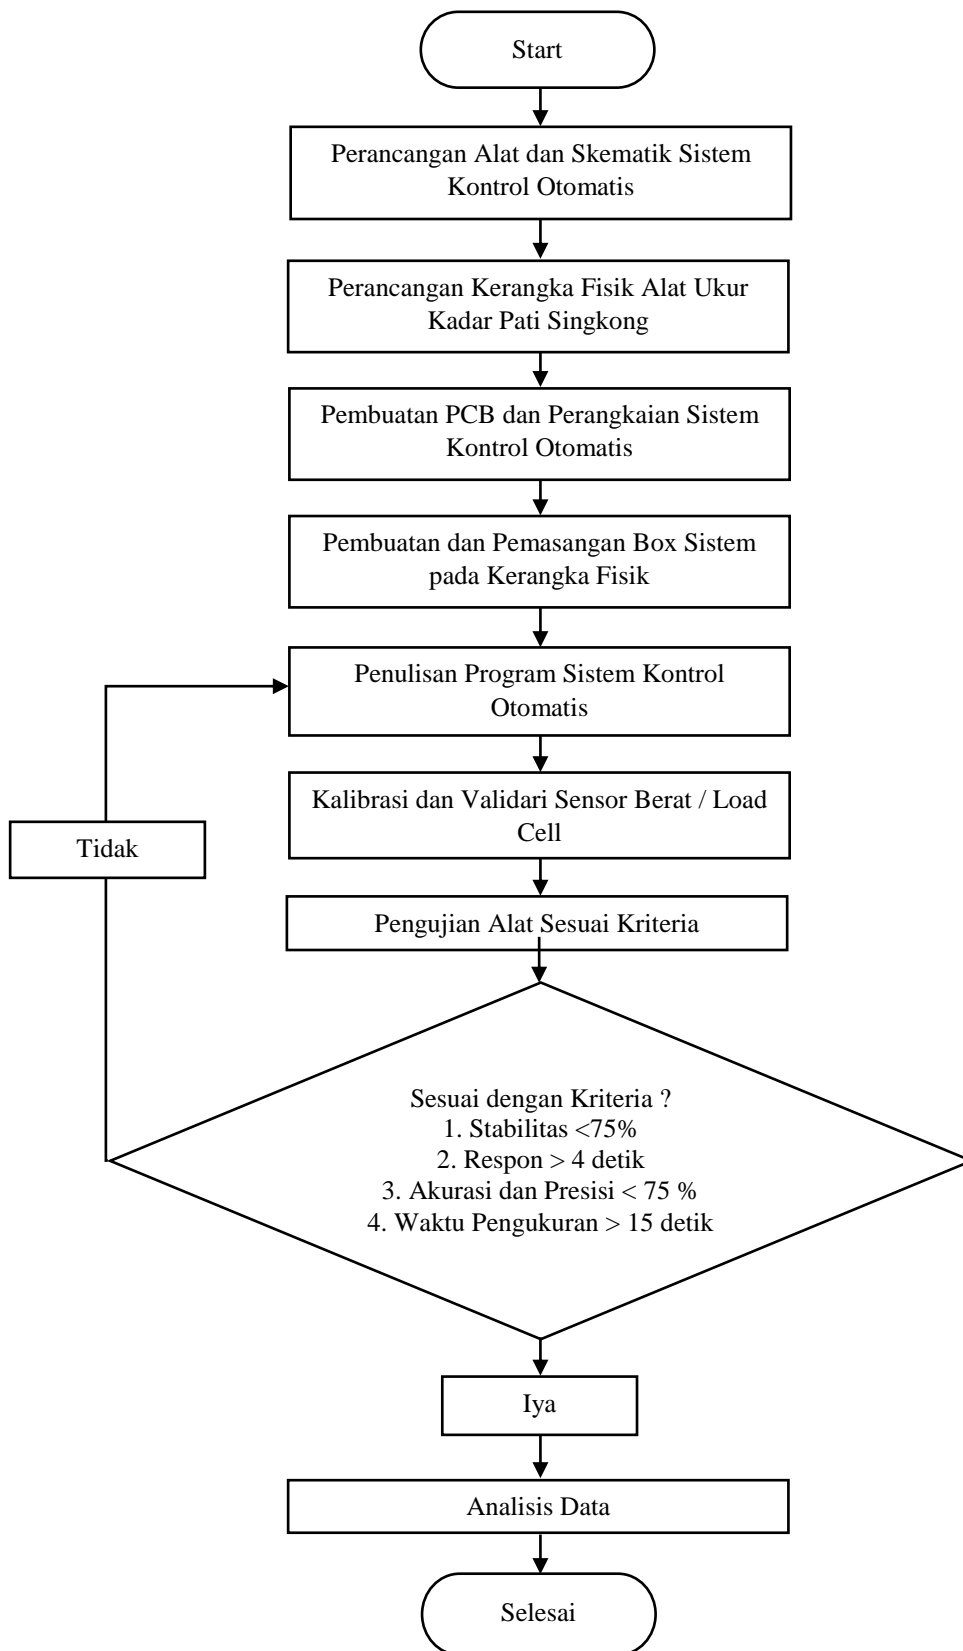 Start
Perancangan Alat dan Skematik Sistem
Kontrol Otomatis
Perancangan Kerangka Fisik Alat Ukur
Kadar Pati Singkong
Pembuatan PCB dan Perangkaian Sistem
Kontrol Otomatis
Pembuatan dan Pemasangan Box Sistem
pada Kerangka Fisik
Penulisan Program Sistem Kontrol
Otomatis
Kalibrasi dan Validari Sensor Berat / Load
Cell
Tidak
Pengujian Alat Sesuai Kriteria
Sesuai dengan Kriteria ?
1. Stabilitas <75%
2. Respon > 4 detik
3. Akurasi dan Presisi < 75 %
4. Waktu Pengukuran > 15 detik
Iya
Analisis Data
Selesai